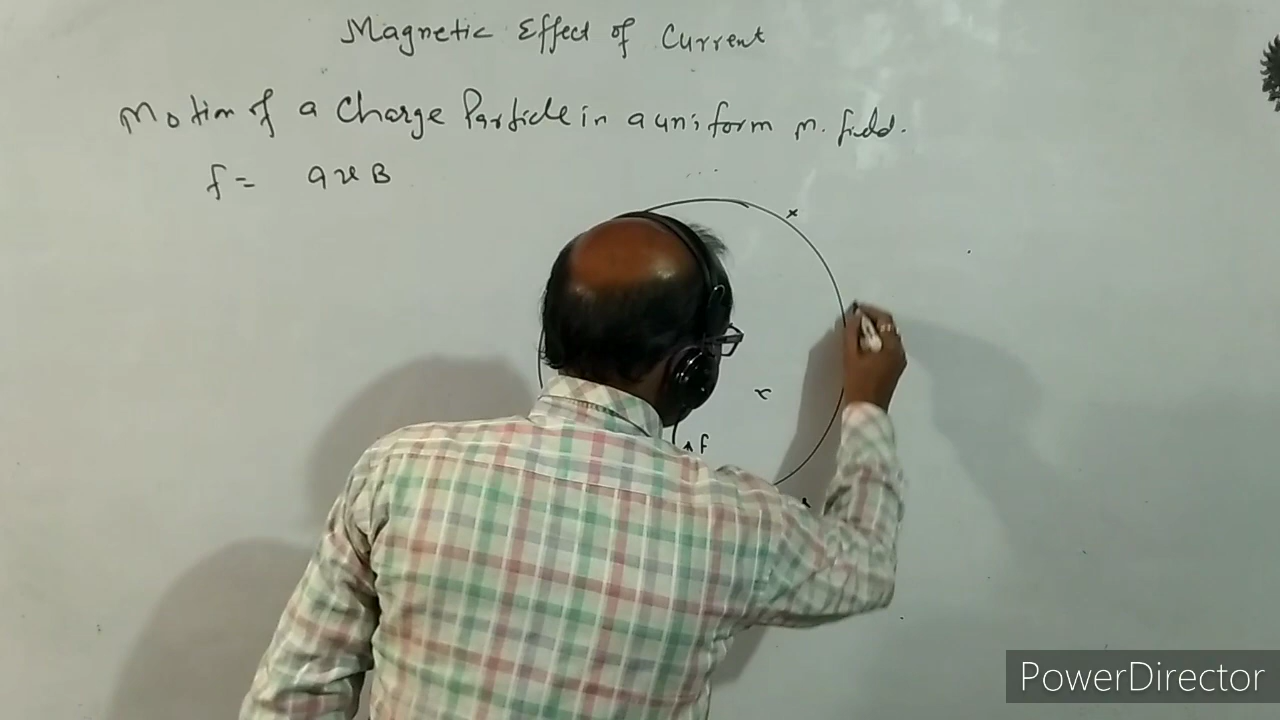 Magnetic Effect of Current
Motion of a Charge Particle in a uniform m. field.
f = qvB
x
x
f
PowerDirector